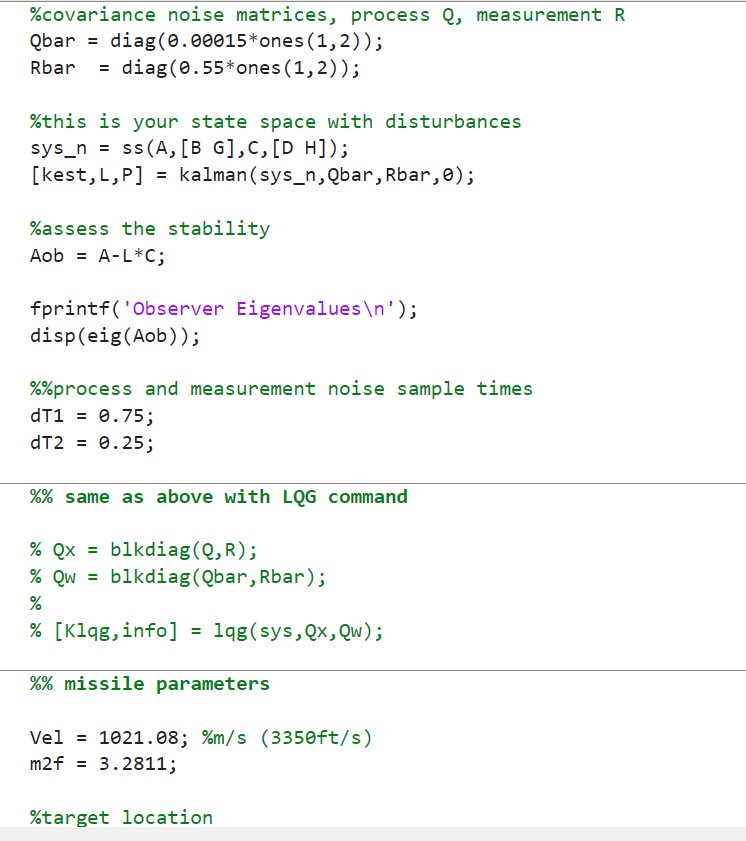 %covariance noise matrices, process Q, measurement R
Qbar = diag(0.00015*ones(1,2));
Rbar  = diag(0.55*ones(1,2));
%this is your state space with disturbances
sys_n = ss(A,[B G],C,[D H]);
[kest,L,P] = kalman(sys_n,Qbar,Rbar,0);
%assess the stability
Aob = A-L*C;
fprintf('Observer Eigenvalues\n');
disp(eig(Aob));
%%process and measurement noise sample times
dT1 = 0.75;
dT2 = 0.25;
%% same as above with LQG command
% Qx = blkdiag(Q,R);
% Qw = blkdiag(Qbar,Rbar);
%
% [Klqg,info] = lqg(sys,Qx,Qw);
%% missile parameters
Vel = 1021.08; %m/s (3350ft/s)
m2f = 3.2811;
%target location